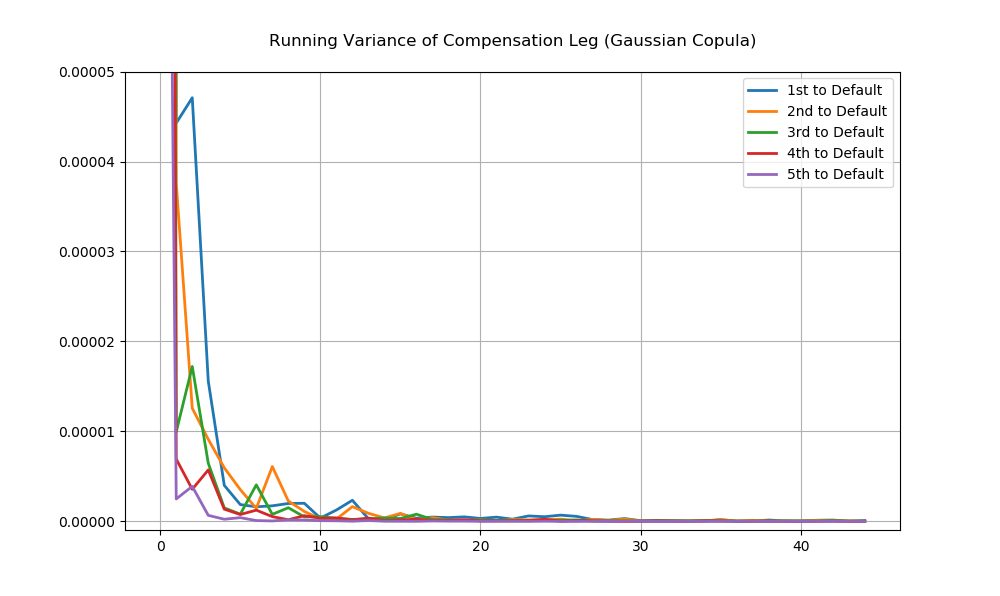 Running Variance of Compensation Leg (Gaussian Copula)
0.00005
0.00004
0.00003
0.00002
0.00001
0.00000
0
10
20
30
40
1st to Default
2nd to Default
3rd to Default
4th to Default
5th to Default